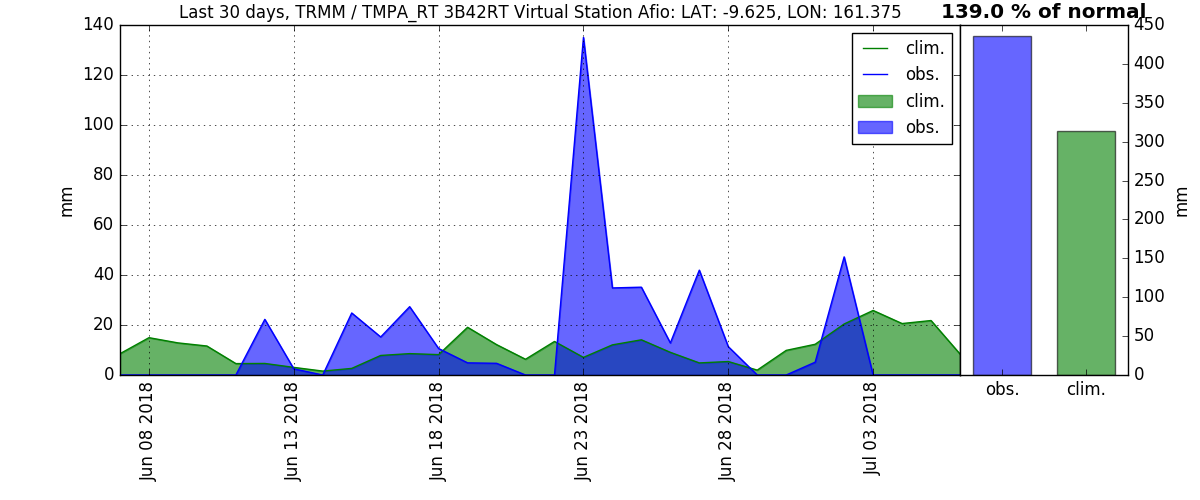 Last 30 days, TRMM / TMPA_RT 3B42RT Virtual Station Afio: LAT: -9.625, LON: 161.375
139.0 % of normal
140
120
100
80
60
40
20
0
mm
clim.
obs.
clim.
obs.
Jun 08 2018
Jun 13 2018
Jun 18 2018
Jun 23 2018
Jun 28 2018
Jul 03 2018
450
400
350
300
250
200
150
100
50
0
mm
obs.
clim.